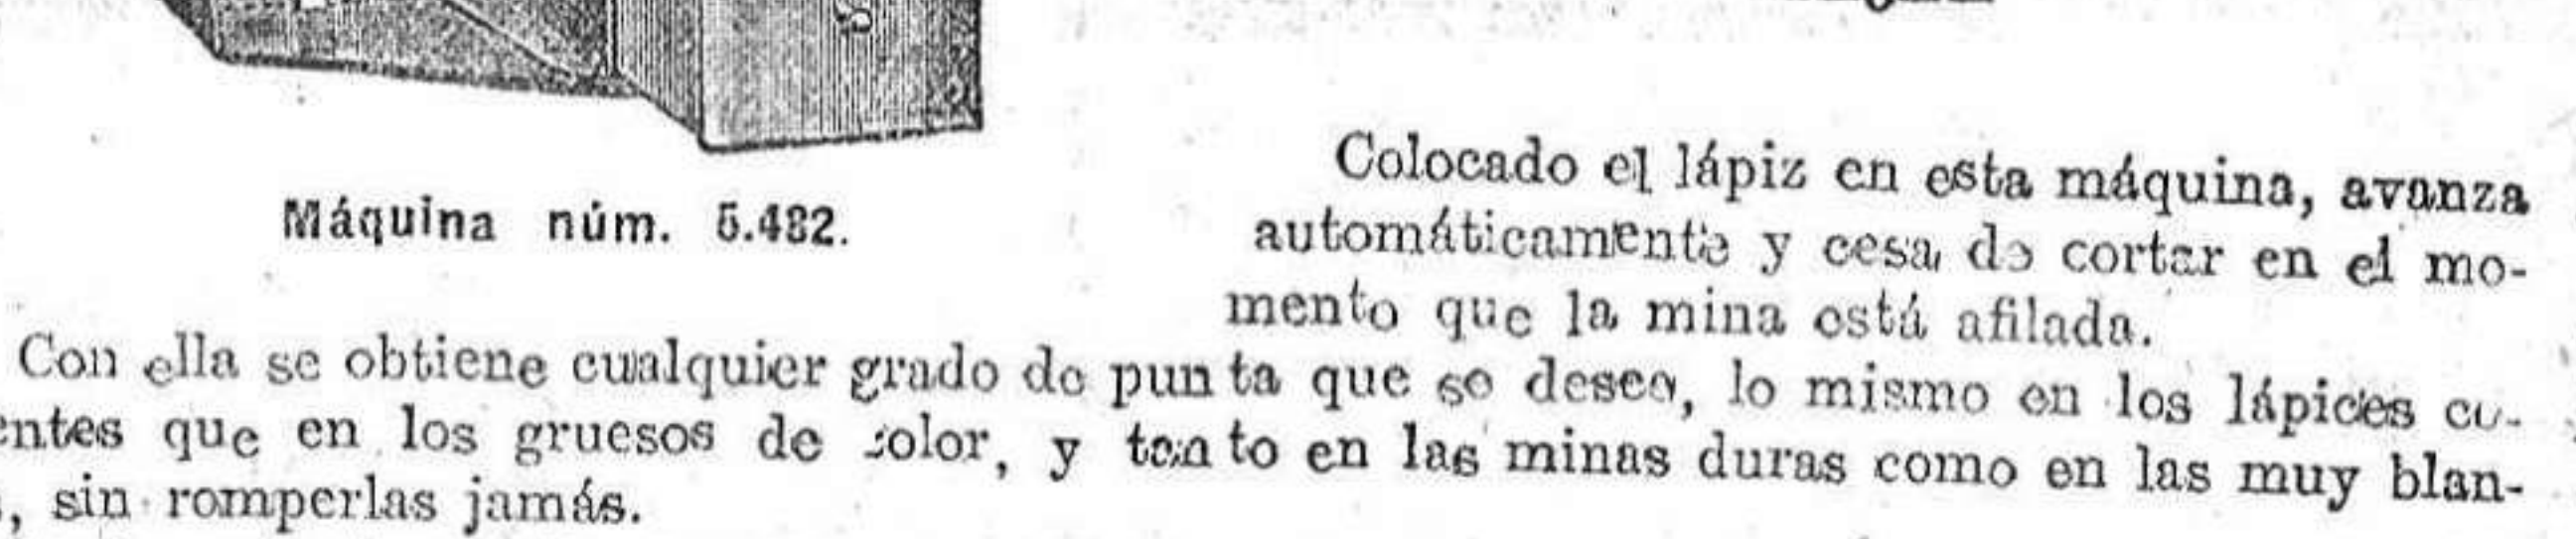 Máquina núm. 5.482.
Colocado el lápiz en esta máquina, avanza
automáticamente y cesa de cortar en el mo-
mento que la mina está afilada.
Con ella se obtiene cualquier grado de punta que se desee, lo mismo en los lápices co-
entes que en los gruesos de color, y tanto en las minas duras como en las muy blan-
, sin romperlas jamás.